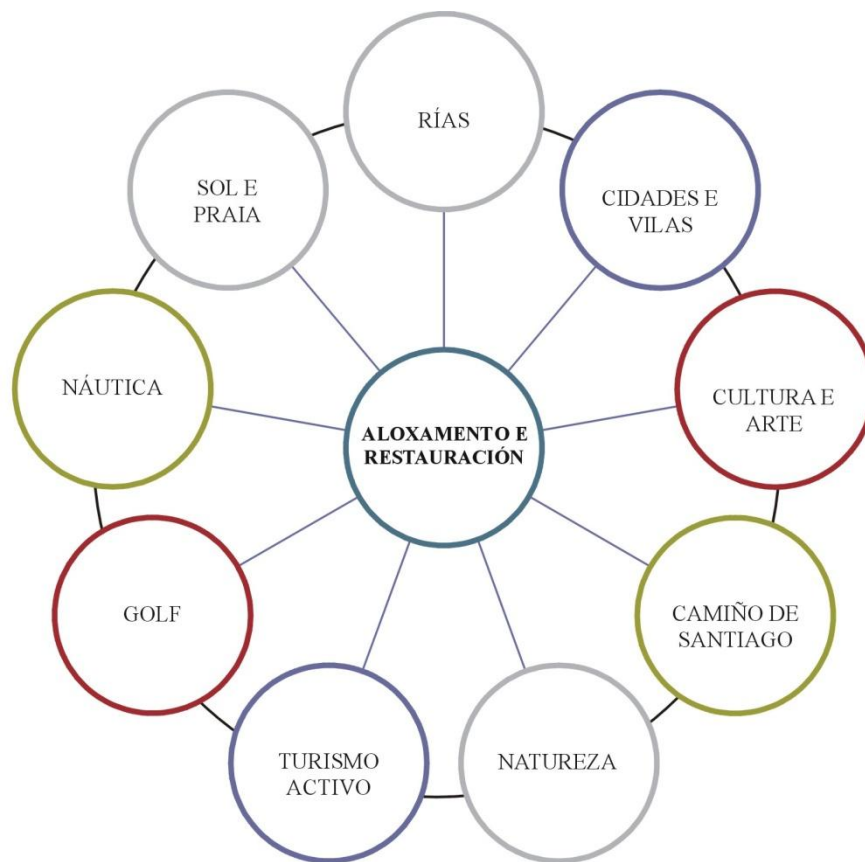 RÍAS
CIDADES E
VILAS
CULTURA E
ARTE
CAMIÑO DE
SANTIAGO
NATUREZA
TURISMO
ACTIVO
GOLF
NÁUTICA
SOL E
PRAIA
ALOXAMENTO E
RESTAURACIÓN